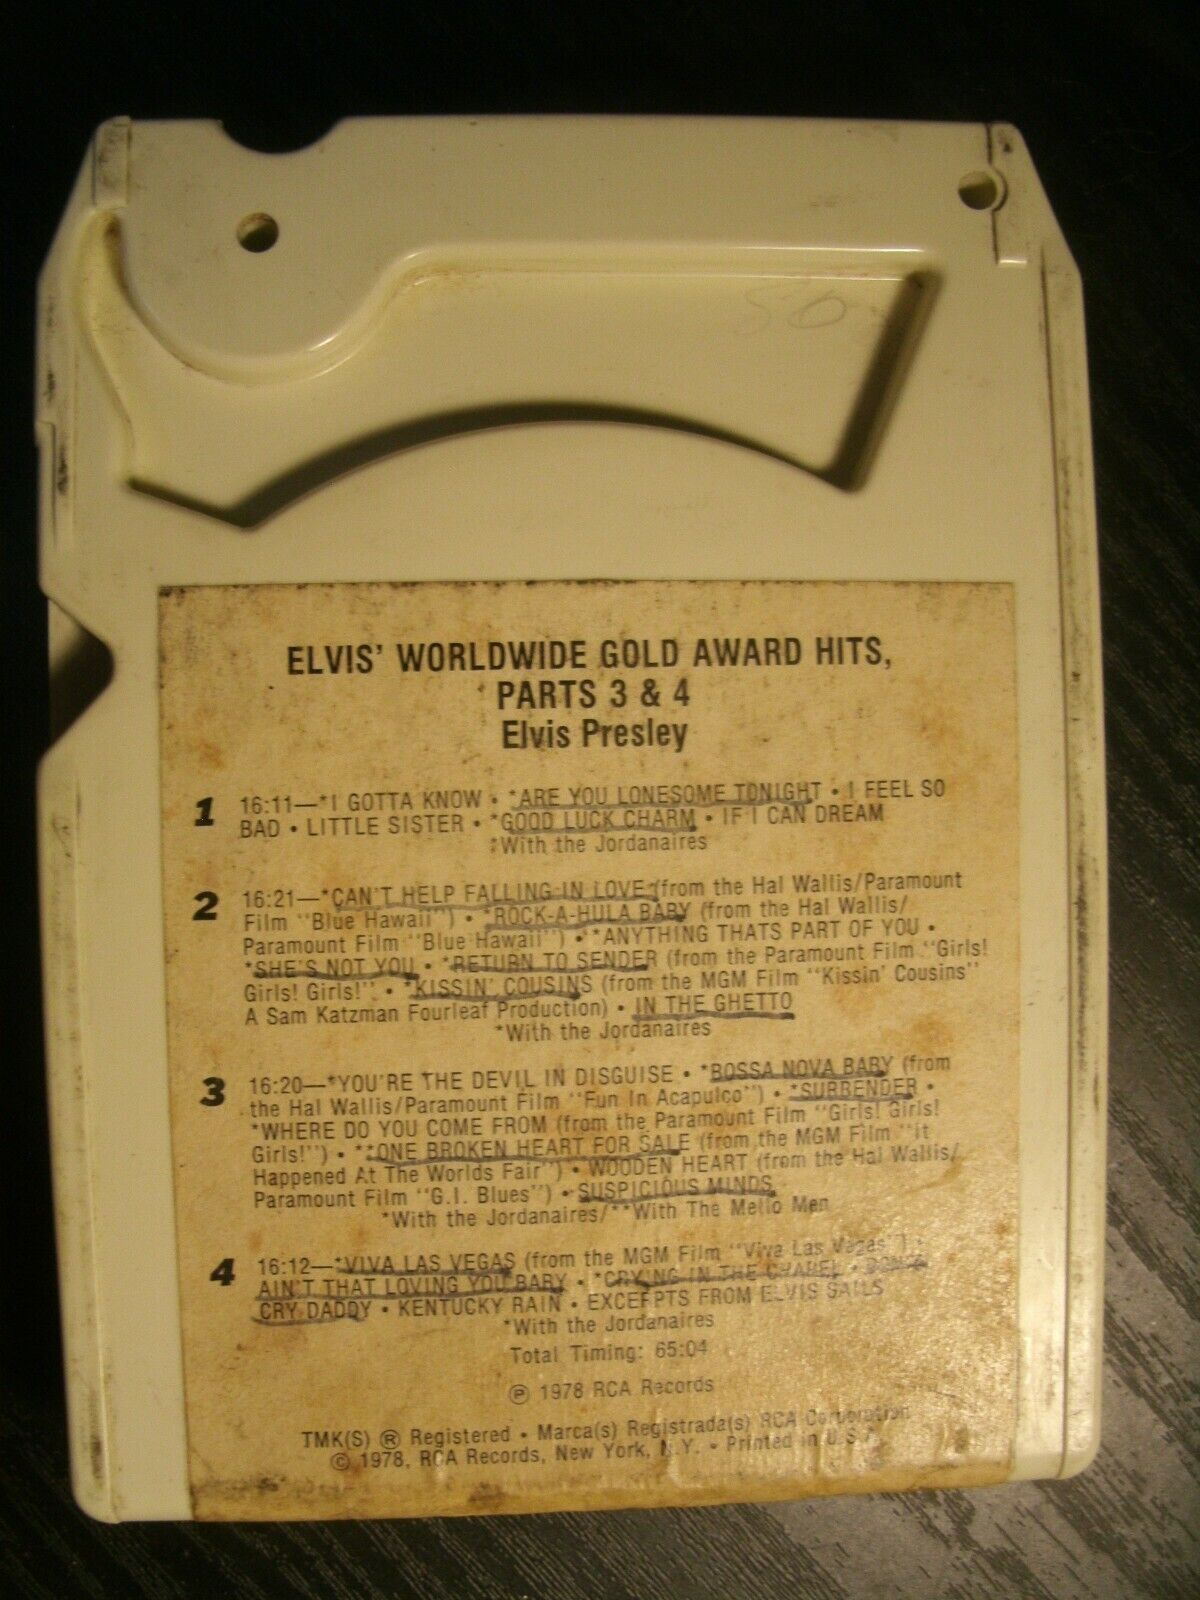 50
ELVIS' WORLDWIDE GOLD AWARD HITS,
PARTS 3 & 4
Elvis Presley
1 16:11—*I GOTTA KNOW • *ARE YOU LONESOME TONIGHT • I FEEL SO
BAD • LITTLE SISTER • *GOOD LUCK CHARM • IF I CAN DREAM
*With the Jordanaires
2 16:21—*CAN'T HELP FALLING IN LOVE (from the Hal Wallis/Paramount
Film "Blue Hawaii") • *ROCK-A-HULA BABY (from the Hal Wallis/
Paramount Film "Blue Hawaii") • *ANYTHING THATS PART OF YOU •
*SHE'S NOT YOU • *RETURN TO SENDER (from the Paramount Film "Girls!
Girls! Girls!" • *KISSIN' COUSINS (from the MGM Film "Kissin' Cousins"
A Sam Katzman Fourleaf Production) • IN THE GHETTO
*With the Jordanaires
3 16:20—*YOU'RE THE DEVIL IN DISGUISE • *BOSSA NOVA BABY (from
the Hal Wallis/Paramount Film "Fun In Acapulco") • *SURRENDER •
*WHERE DO YOU COME FROM (from the Paramount Film "Girls! Girls!
Girls!") • **ONE BROKEN HEART FOR SALE (from the MGM Film "It
Happened At The Worlds Fair") • WOODEN HEART (from the Hal Wallis/
Paramount Film "G.I. Blues") • SUSPICIOUS MINDS
*With the Jordanaires/**With The Mello Men
4 16:12—*VIVA LAS VEGAS (from the MGM Film "Viva Las Vegas") •
AIN'T THAT LOVING YOU BABY • *CRYING IN THE CHAPEL • DON'T
CRY DADDY • KENTUCKY RAIN • EXCERPTS FROM ELVIS SAILS
*With the Jordanaires
Total Timing: 65:04
℗ 1978 RCA Records
TMK(S) ® Registered • Marca(s) Registrada(s) RCA Corporation
© 1978, RCA Records, New York, N.Y. • Printed in U.S.A.